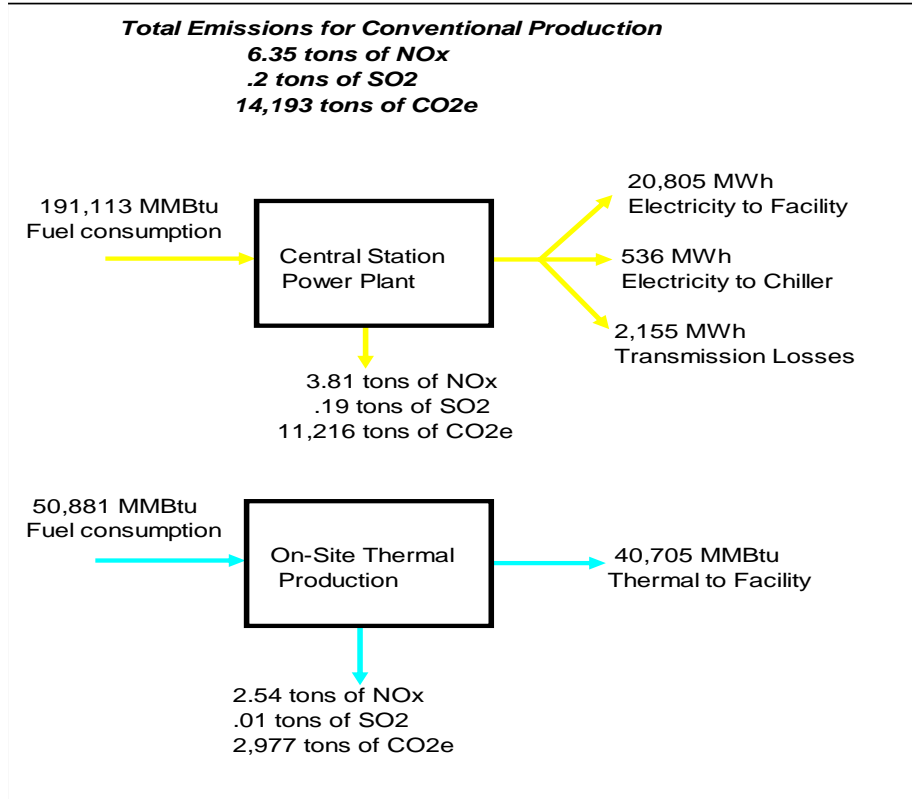 Total Emissions for Conventional Production
6.35 tons of NOx
.2 tons of SO2
14,193 tons of CO2e
191,113 MMBtu
Fuel consumption
Central Station
Power Plant
20,805 MWh
Electricity to Facility
536 MWh
Electricity to Chiller
2,155 MWh
Transmission Losses
3.81 tons of NOx
.19 tons of SO2
11,216 tons of CO2e
50,881 MMBtu
Fuel consumption
On-Site Thermal
Production
40,705 MMBtu
Thermal to Facility
2.54 tons of NOx
.01 tons of SO2
2,977 tons of CO2e